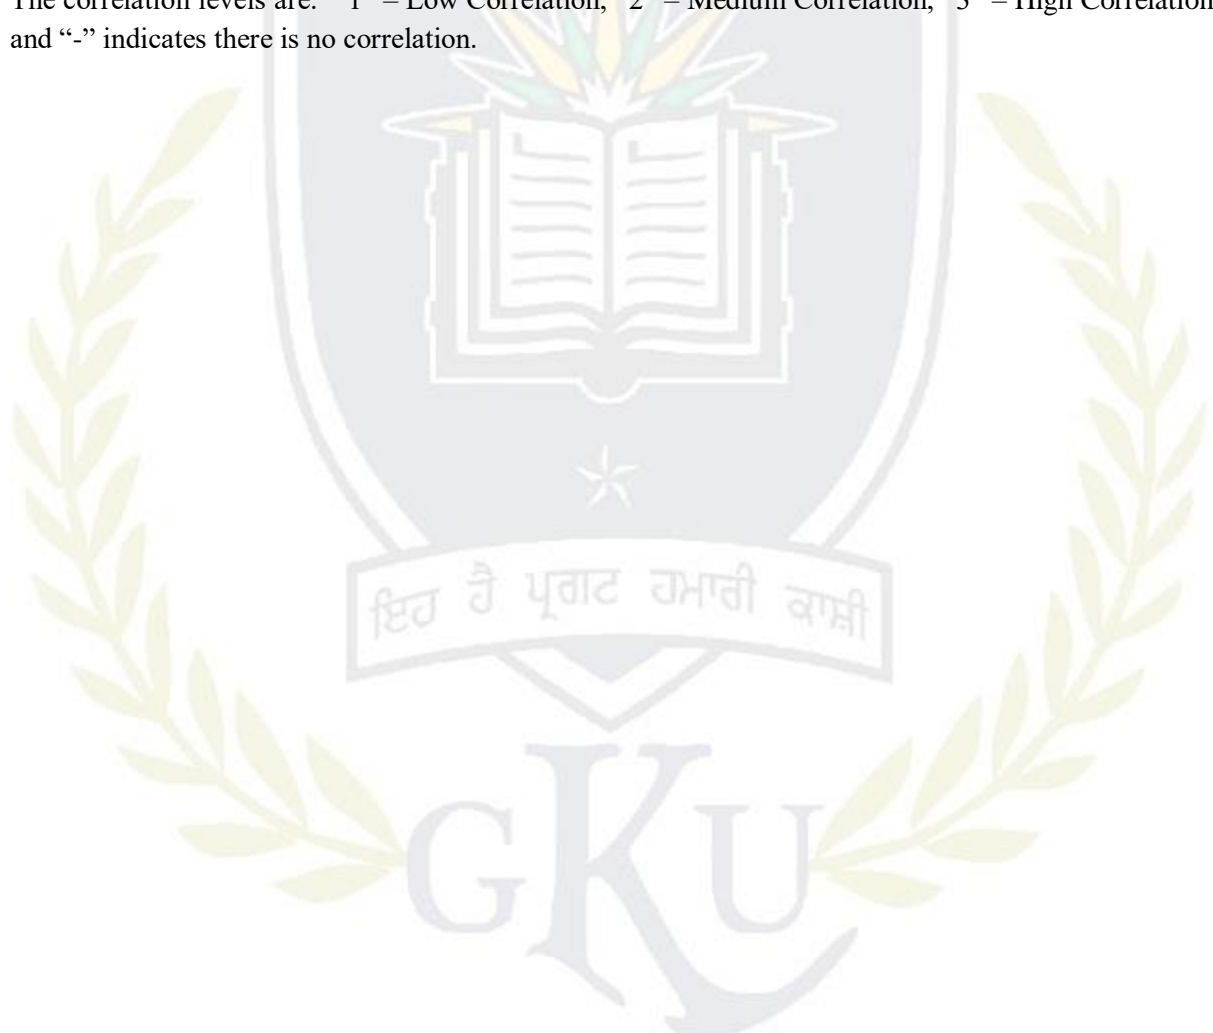 The correlation levels are: “1” – Low Correlation, “2” – Medium Correlation, “3” – High Correlation
and “-” indicates there is no correlation.
ਇਹ ਹੈ ਪ੍ਰਗਟ ਹਮਾਰੀ ਕਾਸ਼ੀ
GKU